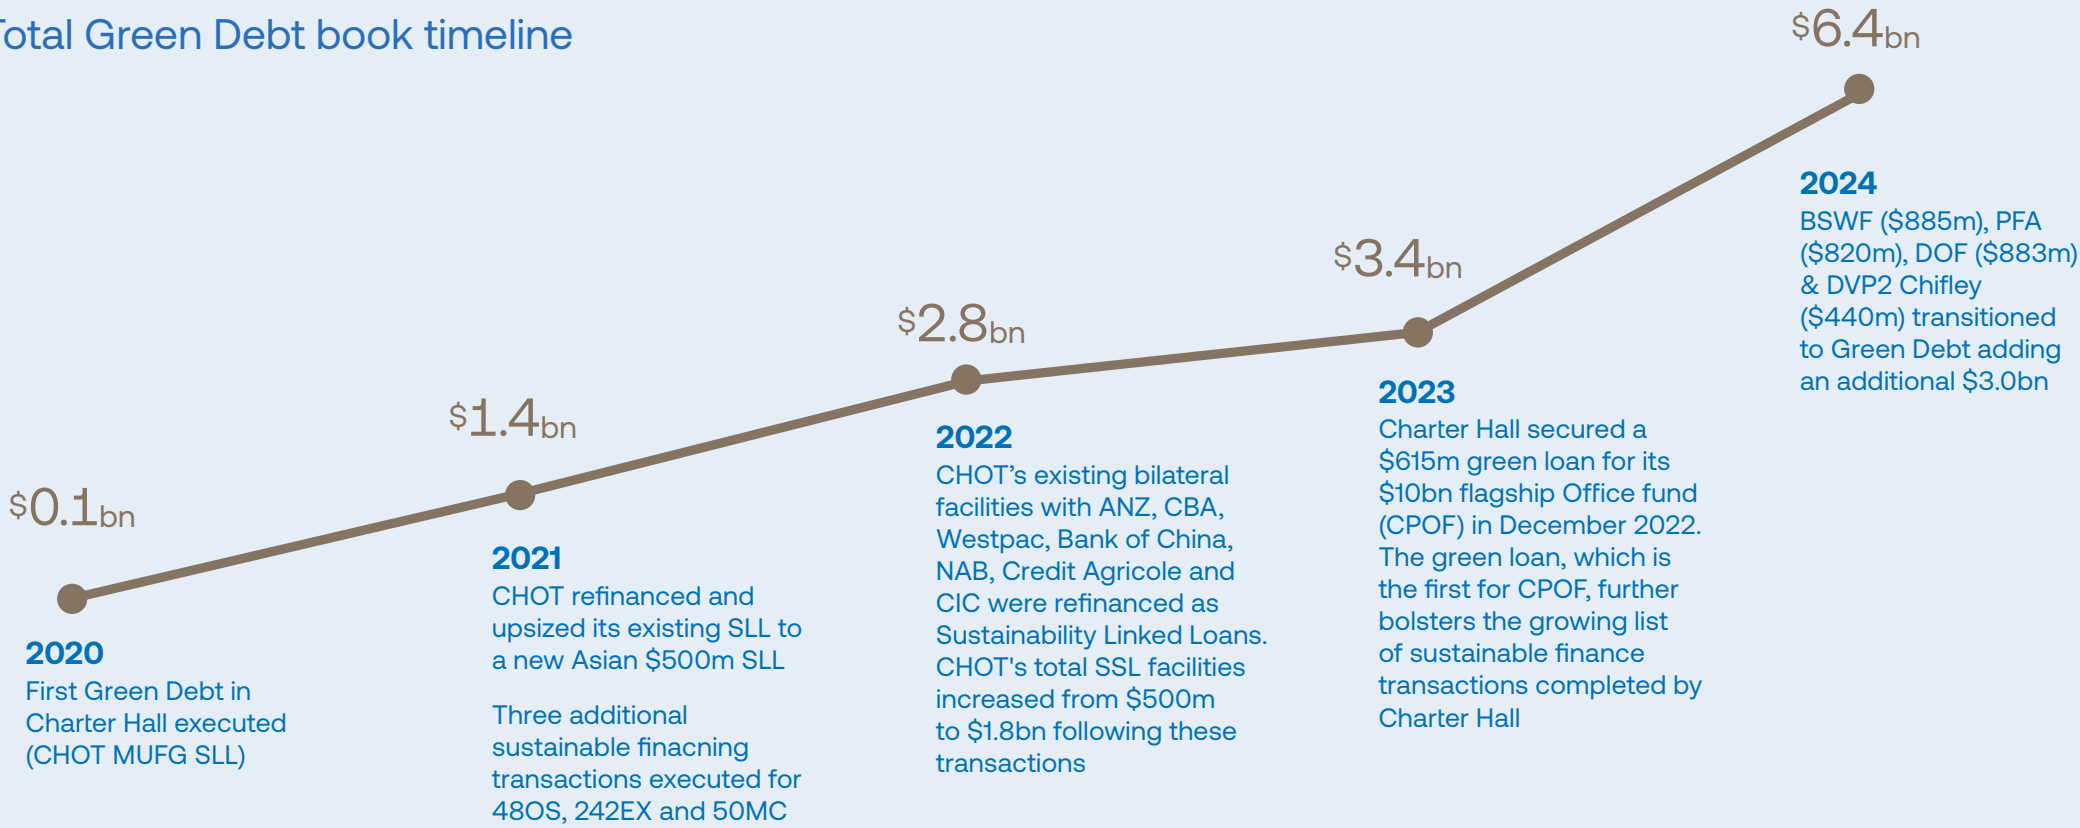 Total Green Debt book timeline
$0.1bn
2020
First Green Debt in
Charter Hall executed
(CHOT MUFG SLL)
$1.4bn
2021
CHOT refinanced and
upsized its existing SLL to
a new Asian $500m SLL
Three additional
sustainable finacning
transactions executed for
48OS, 242EX and 50MC
$2.8bn
2022
CHOT’s existing bilateral
facilities with ANZ, CBA,
Westpac, Bank of China,
NAB, Credit Agricole and
CIC were refinanced as
Sustainability Linked Loans.
CHOT's total SSL facilities
increased from $500m
to $1.8bn following these
transactions
$3.4bn
2023
Charter Hall secured a
$615m green loan for its
$10bn flagship Office fund
(CPOF) in December 2022.
The green loan, which is
the first for CPOF, further
bolsters the growing list
of sustainable finance
transactions completed by
Charter Hall
$6.4bn
2024
BSWF ($885m), PFA
($820m), DOF ($883m)
& DVP2 Chifley
($440m) transitioned
to Green Debt adding
an additional $3.0bn